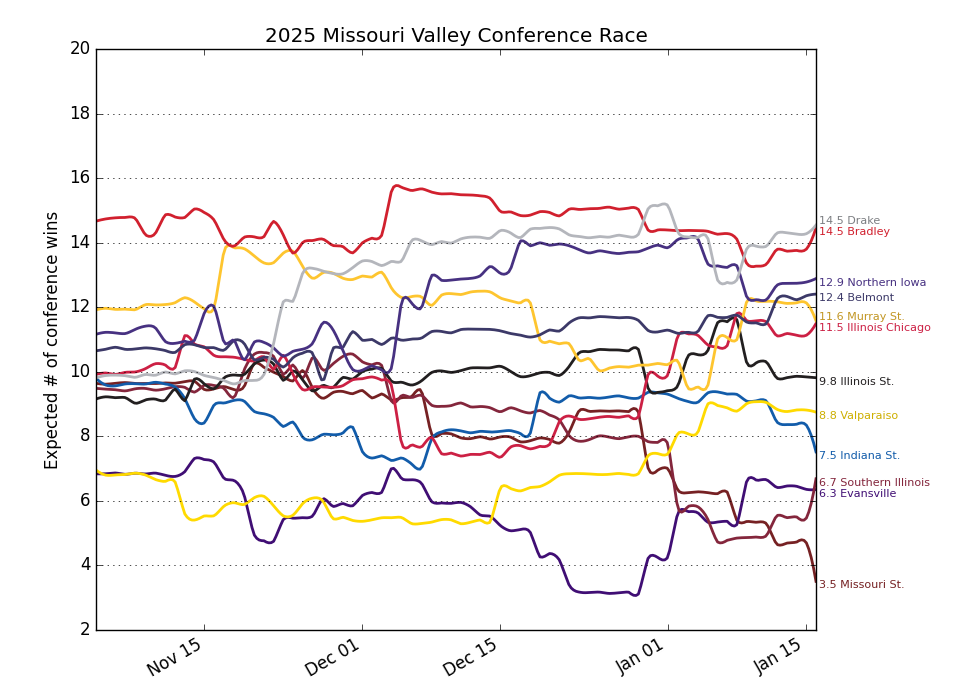 2025 Missouri Valley Conference Race
Expected # of conference wins
20
18
16
14
12
10
8
6
4
2
14.5 Drake
14.5 Bradley
12.9 Northern Iowa
12.4 Belmont
11.6 Murray St.
11.5 Illinois Chicago
9.8 Illinois St.
8.8 Valparaiso
7.5 Indiana St.
6.7 Southern Illinois
6.3 Evansville
3.5 Missouri St.
Nov 15
Dec 01
Dec 15
Jan 01
Jan 15